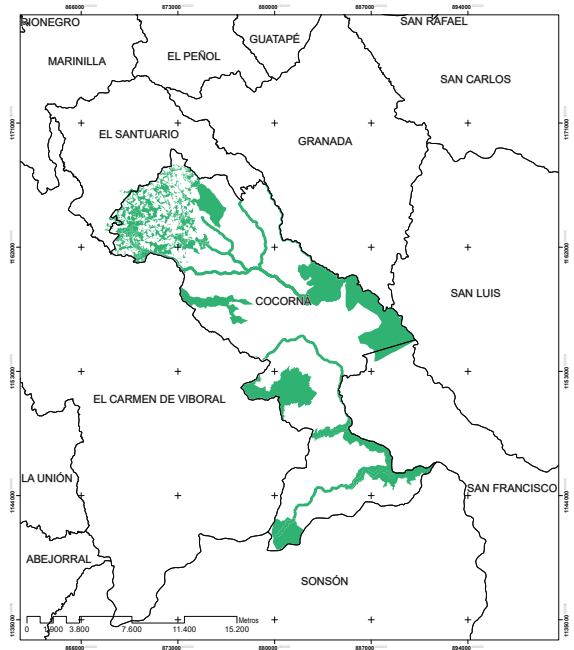 866000 873000 880000 887000 894000
RIONEGRO
SAN RAFAEL
GUATAPÉ
EL PEÑOL
MARINILLA
SAN CARLOS
1171000
EL SANTUARIO
GRANADA
1162000
SAN LUIS
COCORNÁ
1153000
EL CARMEN DE VIBORAL
LA UNIÓN
SAN FRANCISCO
1144000
ABEJORRAL
SONSÓN
Metros
0 1.900 3.800 7.600 11.400 15.200
866000 873000 880000 887000 894000